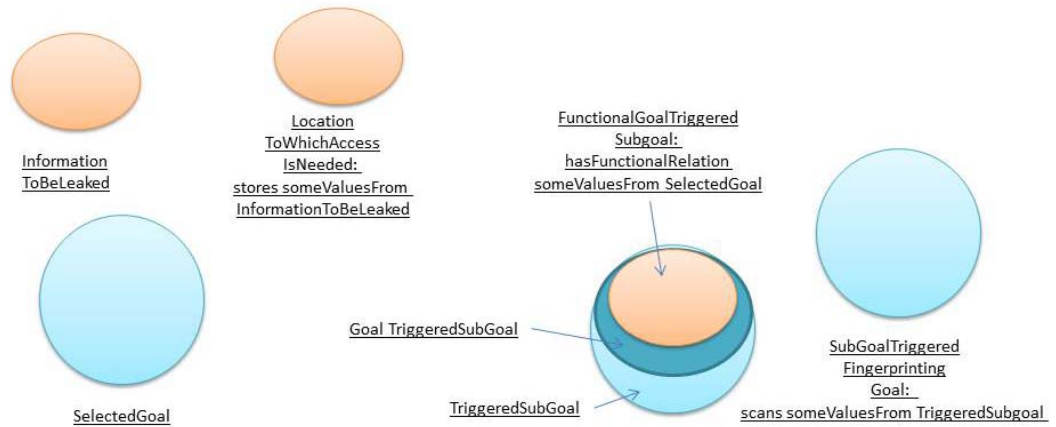 Information
ToBeLeaked
Location
ToWhichAccess
IsNeeded:
stores someValuesFrom
InformationToBeLeaked
SelectedGoal
FunctionalGoalTriggered
Subgoal:
hasFunctionalRelation
someValuesFrom SelectedGoal
Goal TriggeredSubGoal
TriggeredSubGoal
SubGoalTriggered
Fingerprinting
Goal:
scans someValuesFrom TriggeredSubgoal